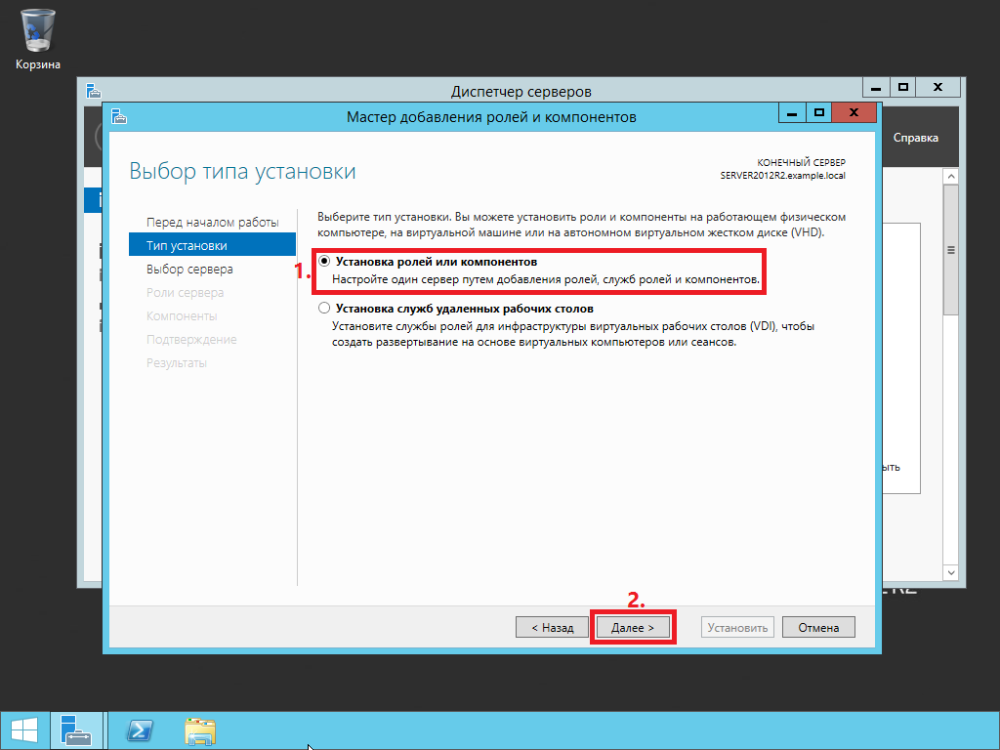 Корзина
Диспетчер серверов
Мастер добавления ролей и компонентов
Справка
Выбор типа установки
КОНЕЧНЫЙ СЕРВЕР
SERVER2012R2.example.local
Перед началом работы
Тип установки
Выбор сервера
Роли сервера
Компоненты
Подтверждение
Результаты
Выберите тип установки. Вы можете установить роли и компоненты на работающем физическом
компьютере, на виртуальной машине или на автономном виртуальном жестком диске (VHD).
1.
Установка ролей или компонентов
Настройте один сервер путем добавления ролей, служб ролей и компонентов.
Установка служб удаленных рабочих столов
Установите службы ролей для инфраструктуры виртуальных рабочих столов (VDI), чтобы
создать развертывание на основе виртуальных компьютеров или сеансов.
ыть
2.
< Назад
Далее >
Установить
Отмена